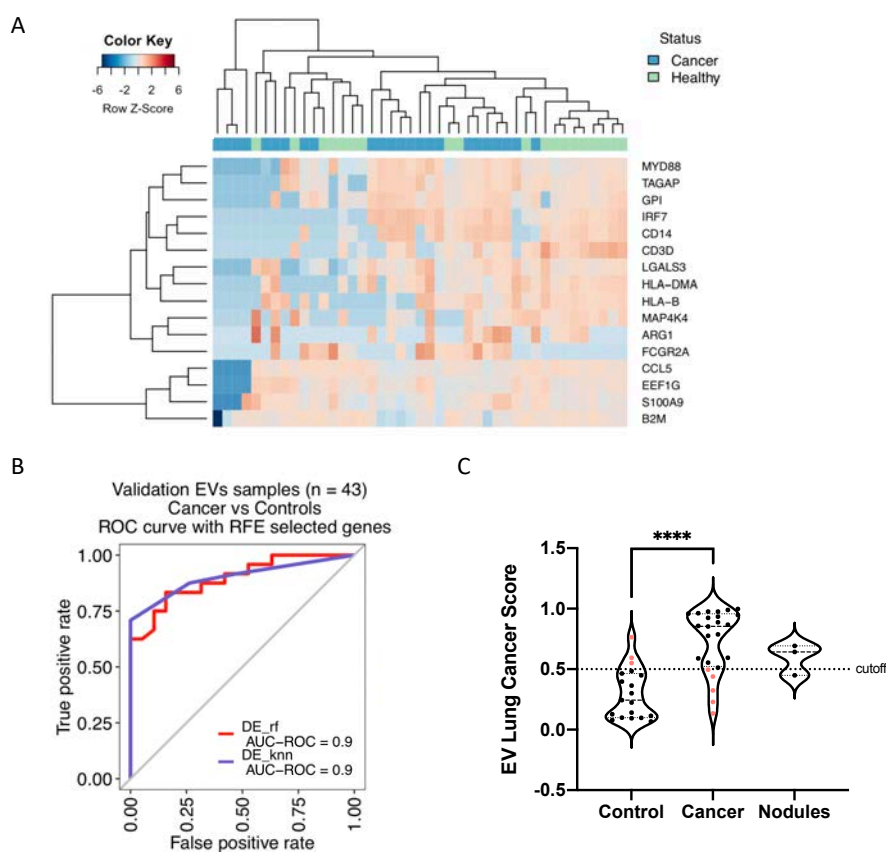 A
Color Key
-6 -2 2 6
Row Z-Score
Status
Cancer
Healthy
MYD88
TAGAP
GPI
IRF7
CD14
CD3D
LGALS3
HLA-DMA
HLA-B
MAP4K4
ARG1
FCGR2A
CCL5
EEF1G
S100A9
B2M
B
Validation EVs samples (n = 43)
Cancer vs Controls
ROC curve with RFE selected genes
True positive rate
1.00
0.75
0.50
0.25
0.00
DE_rf
AUC-ROC = 0.9
DE_knn
AUC-ROC = 0.9
0.00 0.25 0.50 0.75 1.00
False positive rate
C
EV Lung Cancer Score
1.5
1.0
0.5
0.0
-0.5
****
cutoff
Control Cancer Nodules